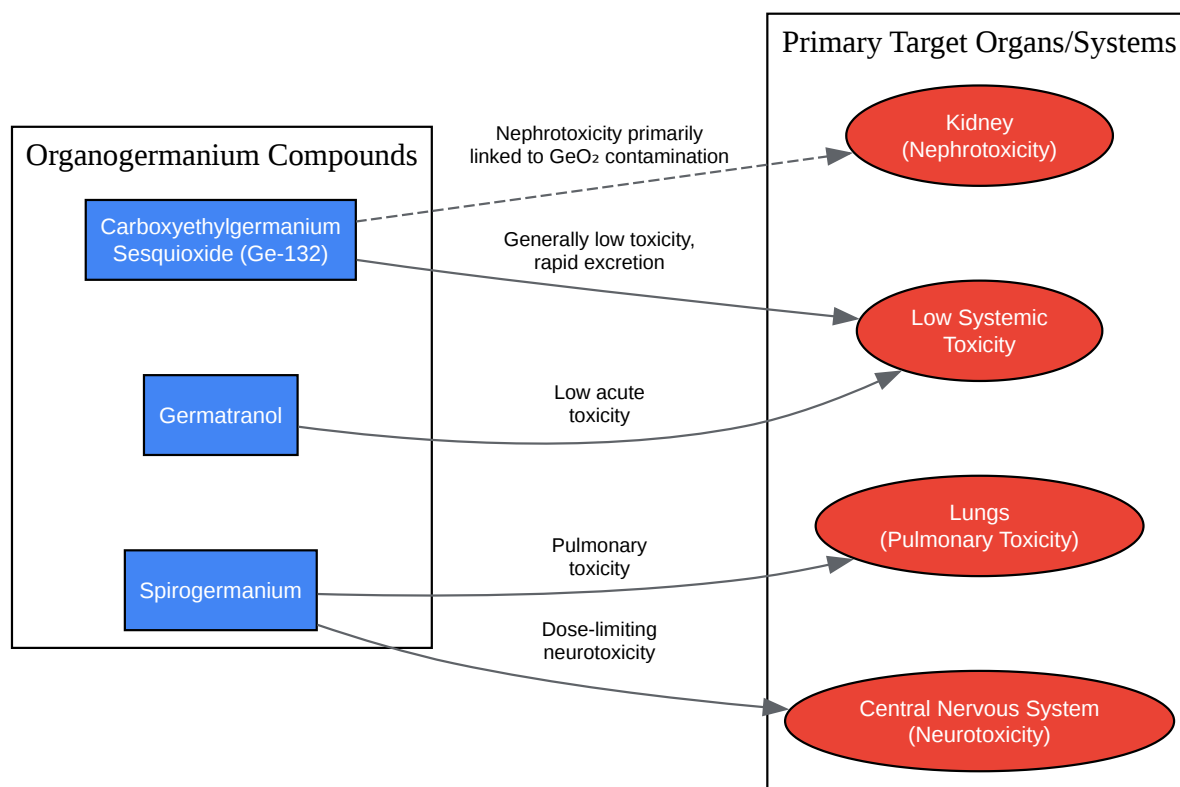 Primary Target Organs/Systems
Organogermanium Compounds
Carboxyethylgermanium
Sesquioxide (Ge-132)
Germatranol
Spirogermanium
Nephrotoxicity primarily
linked to GeO₂ contamination
Generally low toxicity,
rapid excretion
Low acute
toxicity
Pulmonary
toxicity
Dose-limiting
neurotoxicity
Kidney
(Nephrotoxicity)
Low Systemic
Toxicity
Lungs
(Pulmonary Toxicity)
Central Nervous System
(Neurotoxicity)